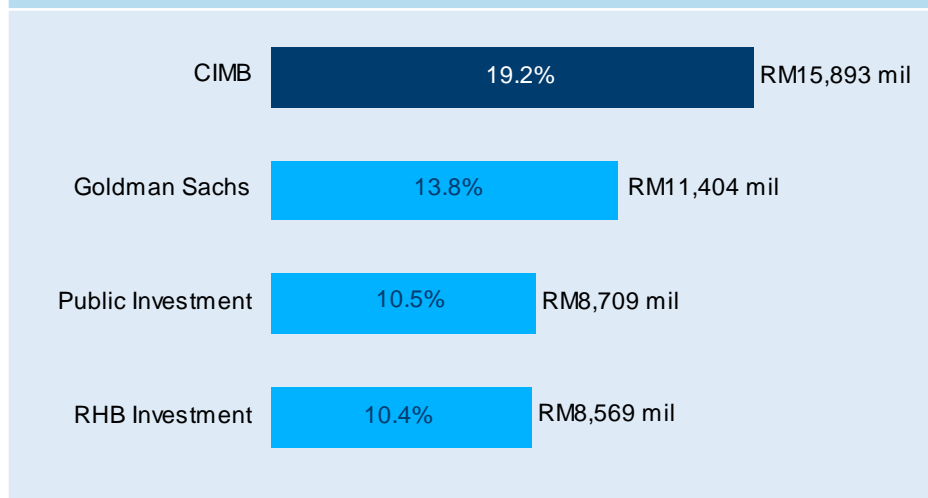 CIMB 19.2% RM15,893 mil
Goldman Sachs 13.8% RM11,404 mil
Public Investment 10.5% RM8,709 mil
RHB Investment 10.4% RM8,569 mil